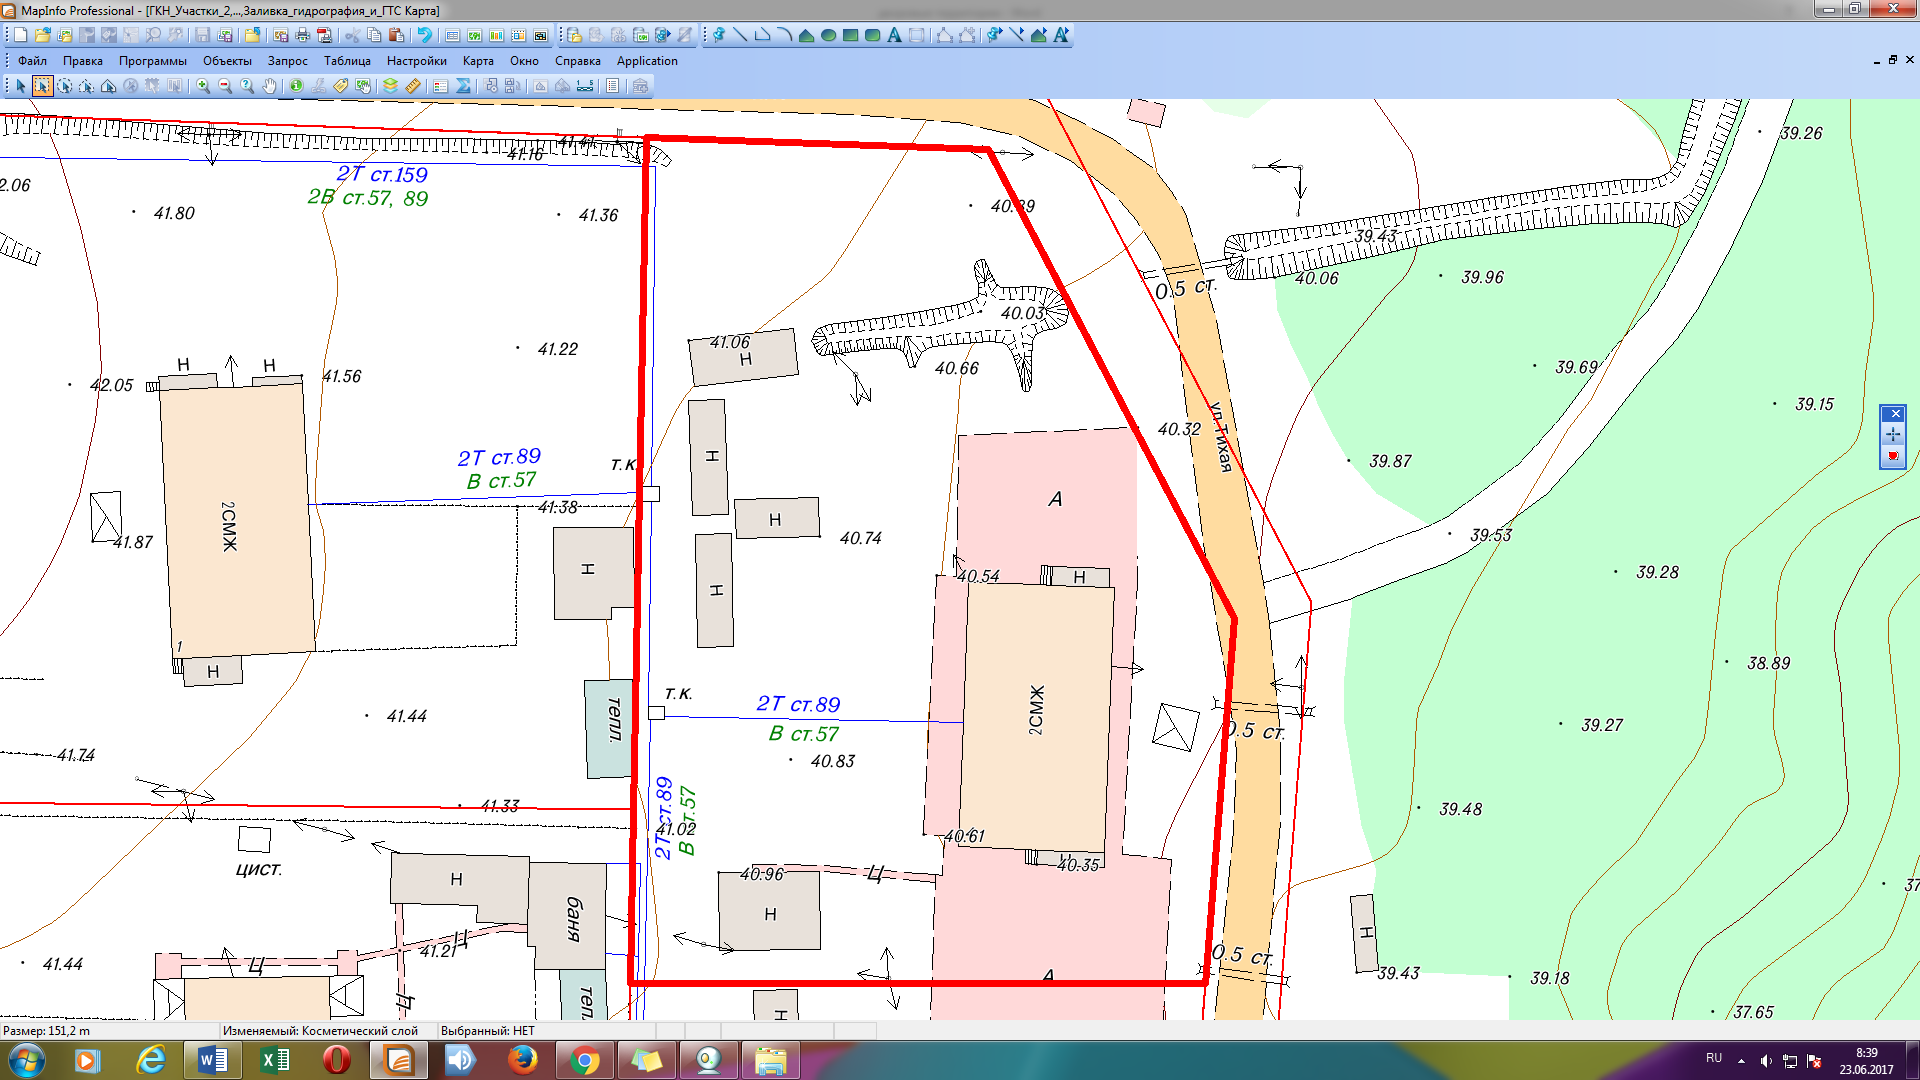 MapInfo Professional - [ГКН_Участки_2,...,Заливка_гидрография_и_ГТС Карта]
Файл Правка Программы Объекты Запрос Таблица Настройки Карта Окно Справка Application
39.26
41.41
41.16
2Т ст.159
2В ст.57, 89
2.06
41.80
41.36
40.39
39.43
0.5 ст.
40.06
39.96
40.03
41.22
41.06
Н
40.66
Н
Н
42.05
41.56
39.69
39.15
40.32
ул.Тихая
2Т ст.89
В ст.57
т.к.
Н
39.87
А
41.38
2СМЖ
41.87
Н
40.74
39.53
Н
Н
40.54
Н
39.28
1
Н
38.89
т.к.
2Т ст.89
В ст.57
2СМЖ
тепл.
41.44
0.5 ст.
39.27
41.74
40.83
2Т ст.89
В ст.57
41.33
41.02
40.61
39.48
цист.
40.35
40.96
Ц
Н
Н
баня
Н
37
Ц
41.21
Н
41.44
Ц
0.5 ст.
39.43
39.18
А
Ц
Н
37.65
Размер: 151,2 m Изменяемый: Косметический слой Выбранный: НЕТ
RU
8:39
23.06.2017